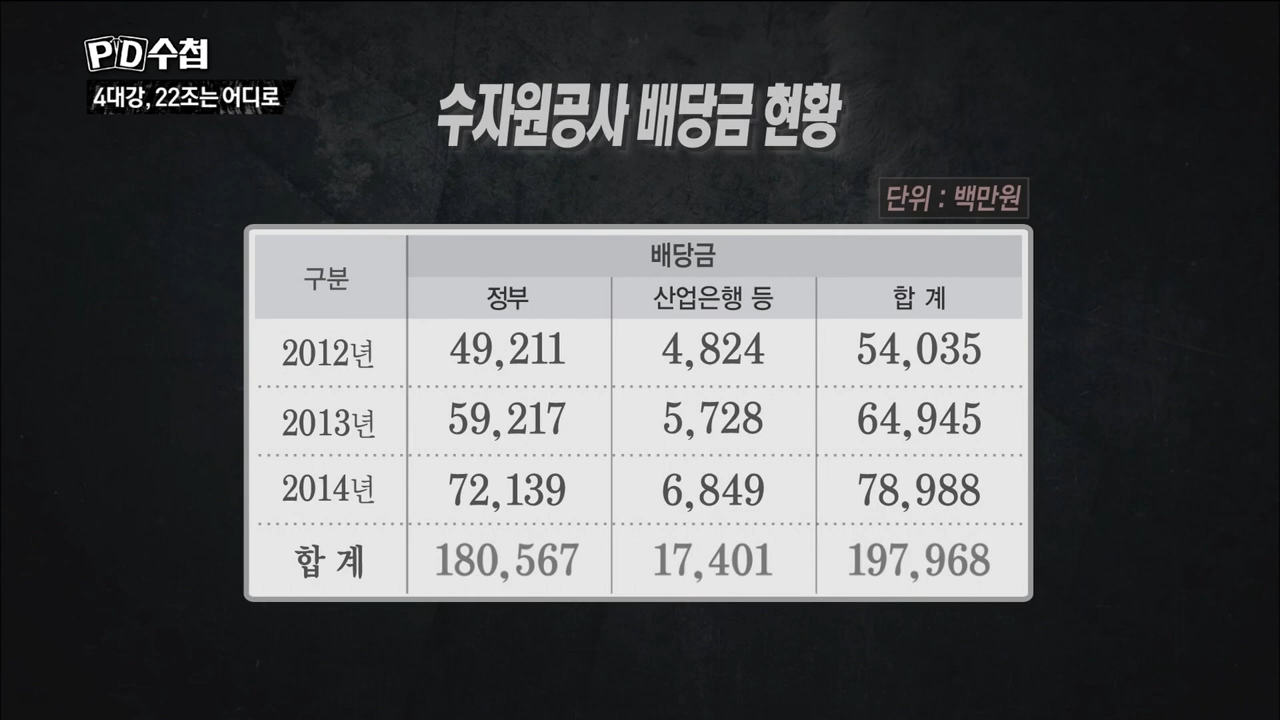 PD수첩
4대강, 22조는 어디로
수자원공사 배당금 현황
단위 : 백만원
구분 배당금
정부 산업은행 등 합 계
2012년 49,211 4,824 54,035
2013년 59,217 5,728 64,945
2014년 72,139 6,849 78,988
합 계 180,567 17,401 197,968